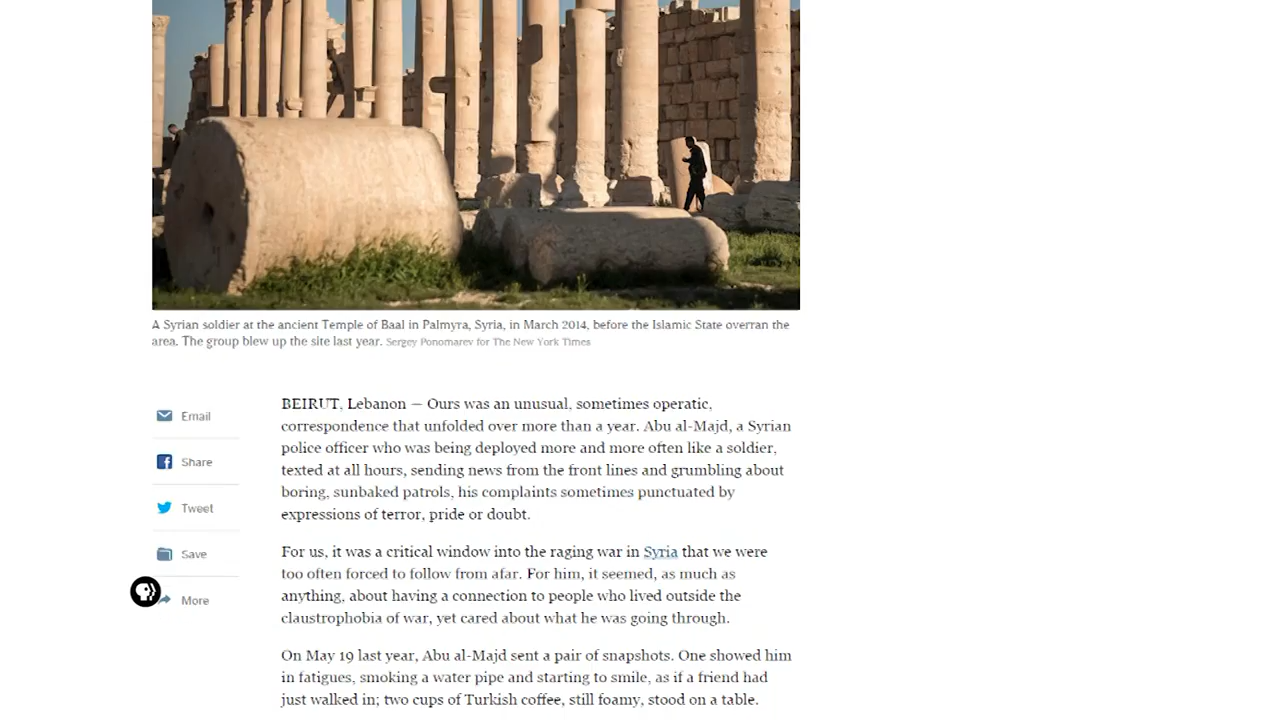 A Syrian soldier at the ancient Temple of Baal in Palmyra, Syria, in March 2014, before the Islamic State overran the
area. The group blew up the site last year. Sergey Ponomarev for The New York Times
Email
Share
Tweet
Save
More
BEIRUT, Lebanon — Ours was an unusual, sometimes operatic,
correspondence that unfolded over more than a year. Abu al-Majd, a Syrian
police officer who was being deployed more and more often like a soldier,
texted at all hours, sending news from the front lines and grumbling about
boring, sunbaked patrols, his complaints sometimes punctuated by
expressions of terror, pride or doubt.
For us, it was a critical window into the raging war in Syria that we were
too often forced to follow from afar. For him, it seemed, as much as
anything, about having a connection to people who lived outside the
claustrophobia of war, yet cared about what he was going through.
On May 19 last year, Abu al-Majd sent a pair of snapshots. One showed him
in fatigues, smoking a water pipe and starting to smile, as if a friend had
just walked in; two cups of Turkish coffee, still foamy, stood on a table.